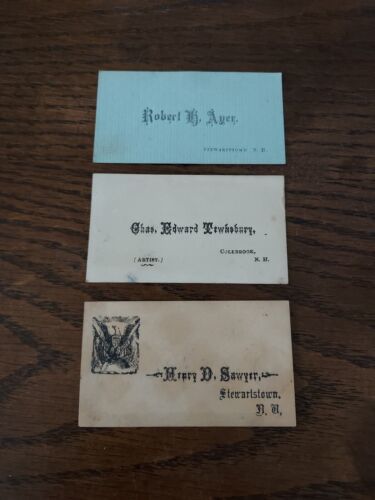 Robert H. Ayer.
STEWARTSTOWN N. H.
Chas. Edward Tewksbury,
COLEBROOK,
(ARTIST.) N. H.
Henry D. Sawyer,
Stewartstown,
N. H,